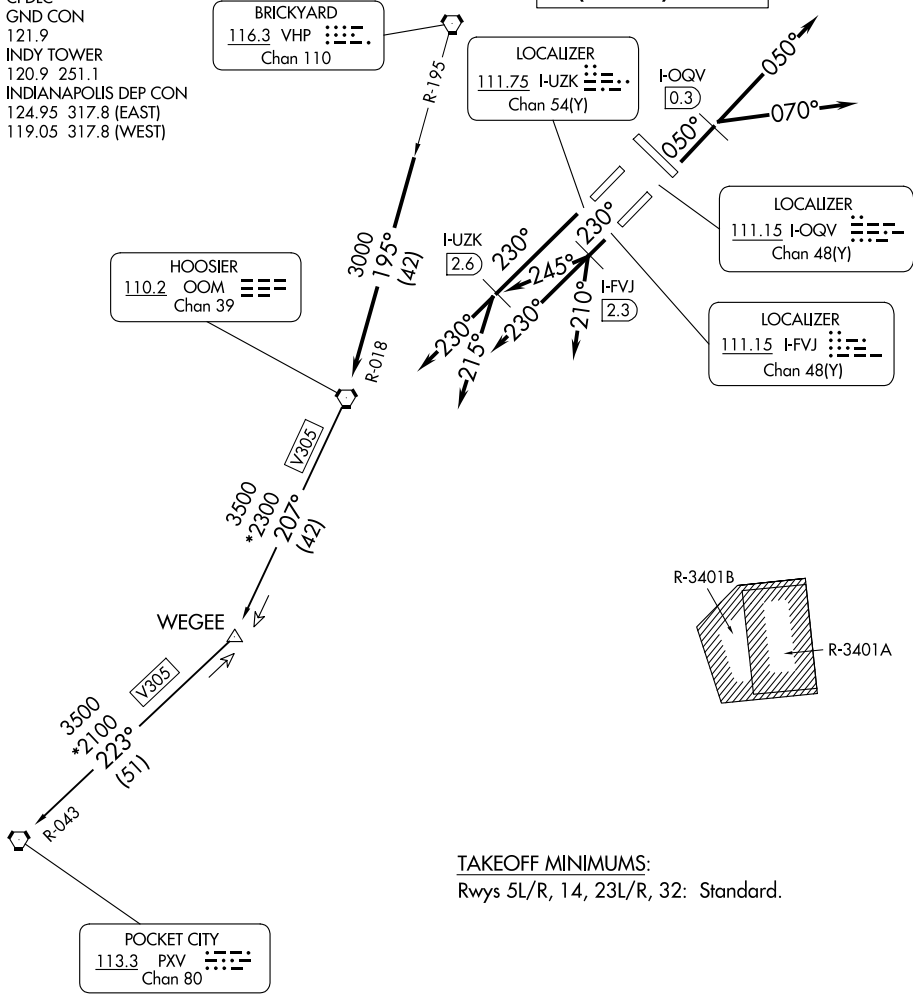 GND CON
121.9
INDY TOWER
120.9 251.1
INDIANAPOLIS DEP CON
124.95 317.8 (EAST)
119.05 317.8 (WEST)
BRICKYARD
116.3 VHP
Chan 110
R-195
LOCALIZER
111.75 I-UZK
Chan 54(Y)
I-OQV
0.3
050°
070°
050°
LOCALIZER
111.15 I-OQV
Chan 48(Y)
LOCALIZER
111.15 I-FVJ
Chan 48(Y)
I-UZK
2.6
230°
230°
245°
I-FVJ
2.3
230°
215°
230°
210°
3000
195°
(42)
HOOSIER
110.2 OOM
Chan 39
R-018
V305
3500
*2300
207°
(42)
WEGEE
V305
3500
*2100
223°
(51)
R-043
R-3401B
R-3401A
TAKEOFF MINIMUMS:
Rwys 5L/R, 14, 23L/R, 32: Standard.
POCKET CITY
113.3 PXV
Chan 80